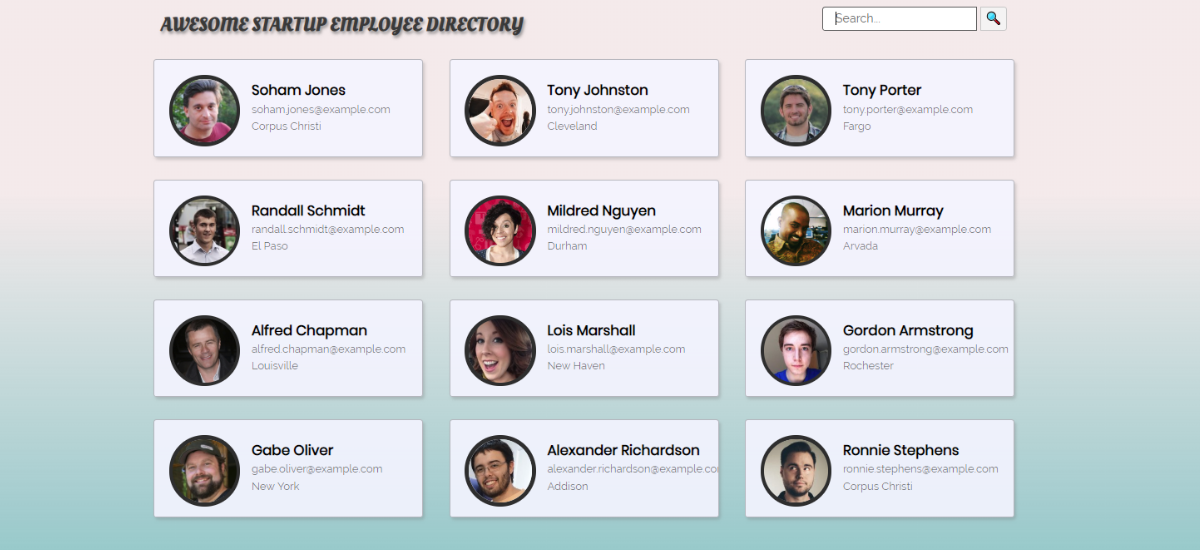 AWESOME STARTUP EMPLOYEE DIRECTORY
Search...
Soham Jones
soham.jones@example.com
Corpus Christi
Tony Johnston
tony.johnston@example.com
Cleveland
Tony Porter
tony.porter@example.com
Fargo
Randall Schmidt
randall.schmidt@example.com
El Paso
Mildred Nguyen
mildred.nguyen@example.com
Durham
Marion Murray
marion.murray@example.com
Arvada
Alfred Chapman
alfred.chapman@example.com
Louisville
Lois Marshall
lois.marshall@example.com
New Haven
Gordon Armstrong
gordon.armstrong@example.com
Rochester
Gabe Oliver
gabe.oliver@example.com
New York
Alexander Richardson
alexander.richardson@example.co
Addison
Ronnie Stephens
ronnie.stephens@example.com
Corpus Christi